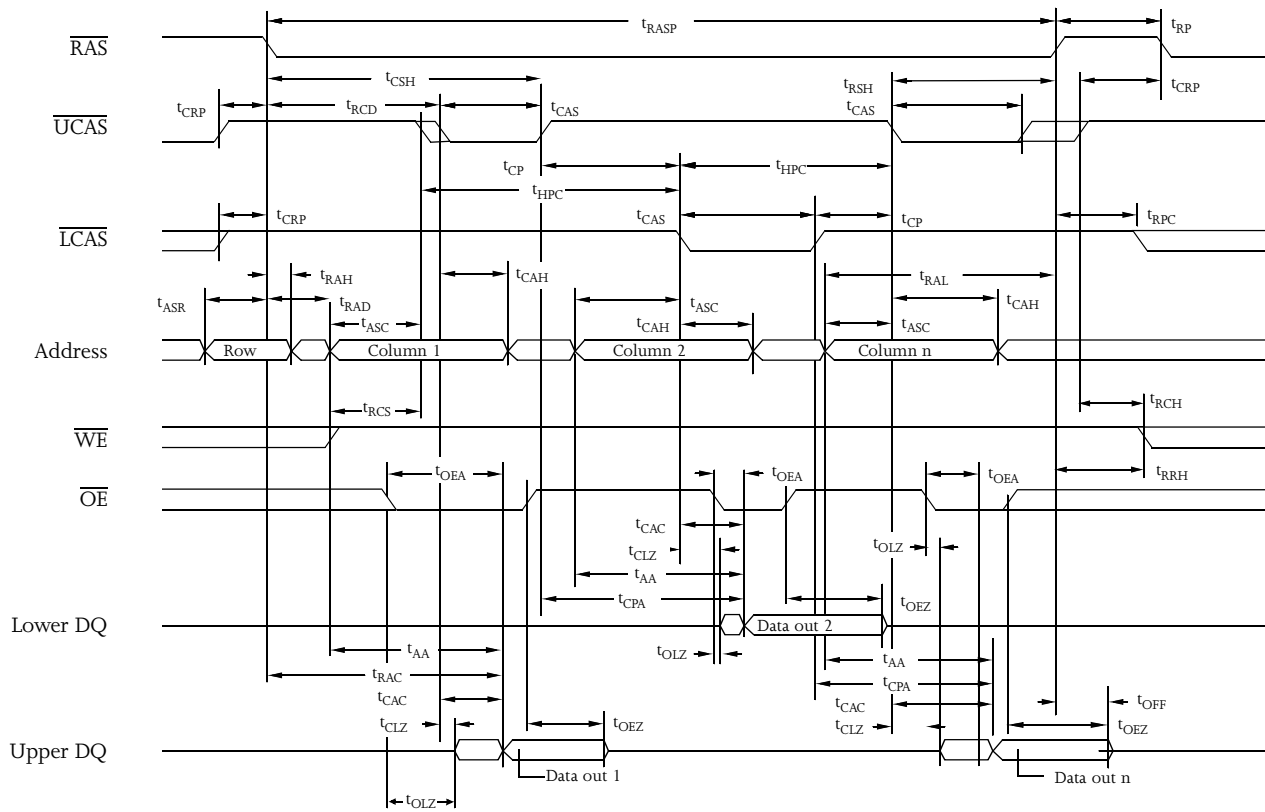 tRASP
tRP
RAS
tCSH
tRSH
tCRP
tRCD
tCAS
tCAS
tCRP
UCAS
tCP
tHPC
tHPC
tCRP
tCAS
tCP
tRPC
LCAS
tRAH
tCAH
tRAL
tASR
tRAD
tASC
tCAH
tASC
tCAH
tASC
Address
Row
Column 1
Column 2
Column n
tRCS
tRCH
WE
tOEA
tOEA
tOEA
tRRH
OE
tCAC
tCLZ
tOLZ
tAA
tCPA
tOEZ
Lower DQ
Data out 2
tAA
tOLZ
tAA
tRAC
tCPA
tCAC
tCAC
tOFF
tCLZ
tOEZ
tCLZ
tOEZ
Upper DQ
Data out 1
Data out n
tOLZ